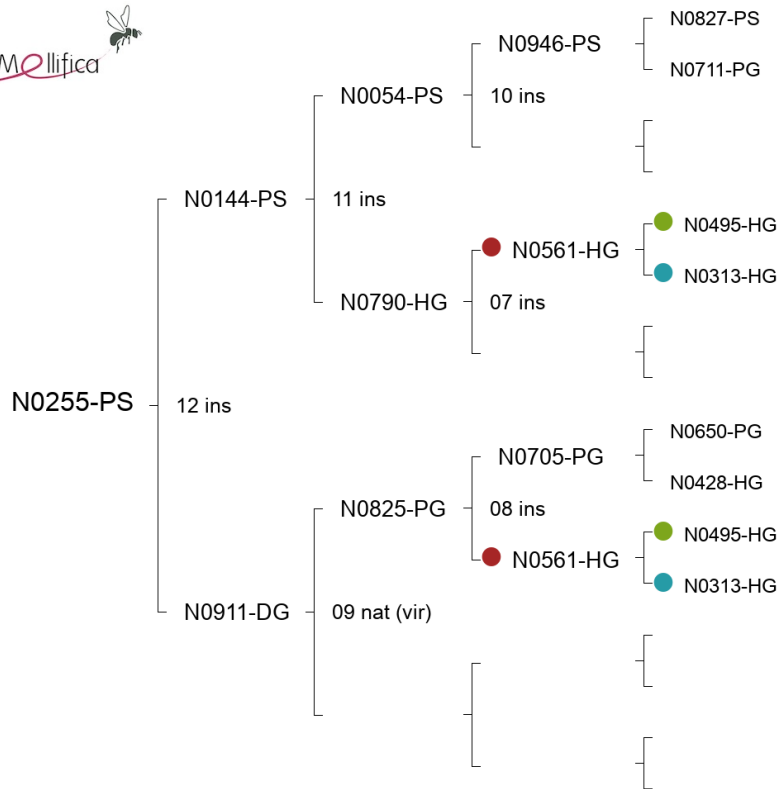 Mellifica
N0827-PS
N0946-PS
N0711-PG
N0054-PS
10 ins
N0144-PS
11 ins
N0495-HG
N0561-HG
N0313-HG
N0790-HG
07 ins
N0255-PS
12 ins
N0650-PG
N0705-PG
N0428-HG
N0825-PG
08 ins
N0495-HG
N0561-HG
N0313-HG
N0911-DG
09 nat (vir)